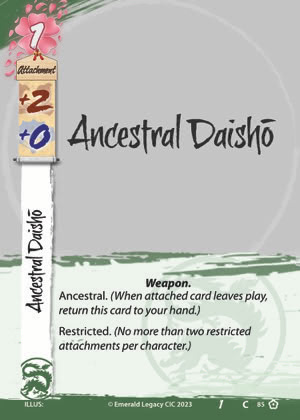 1
Attachment
+2
+0
Ancestral Daishō
Ancestral Daishō
Weapon.
Ancestral. (When attached card leaves play,
return this card to your hand.)
Restricted. (No more than two restricted
attachments per character.)
ILLUS:
© Emerald Legacy CIC 2023
1 C 85